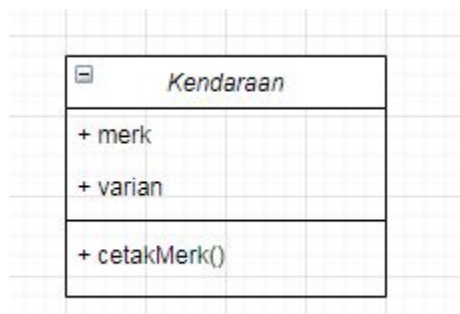 Kendaraan
+ merk
+ varian
+ cetakMerk()